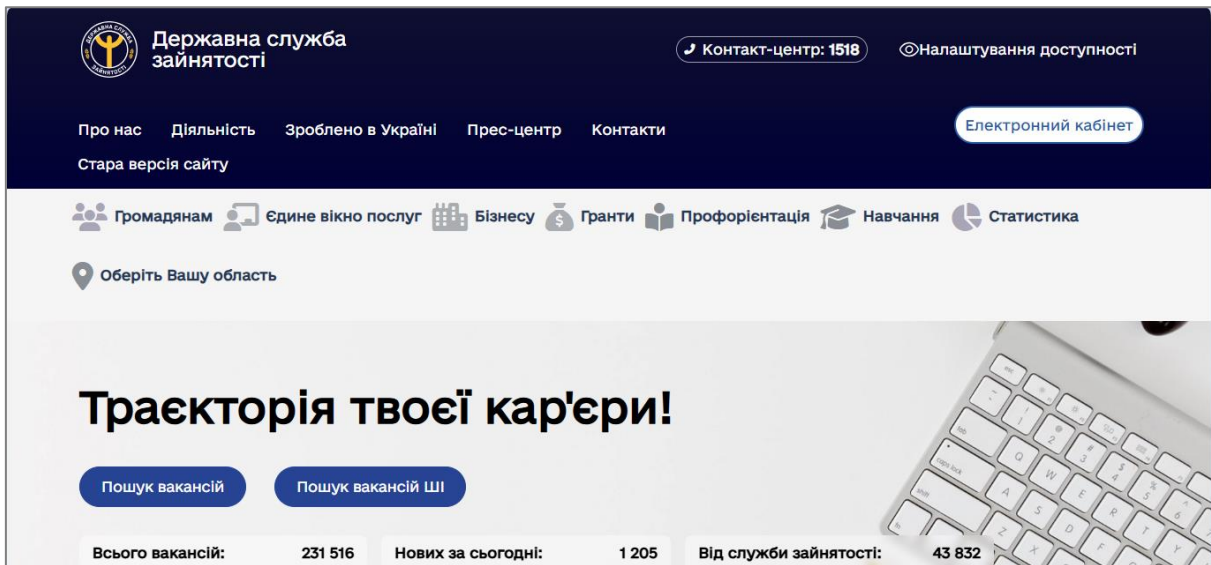 Державна служба
зайнятості
Контакт-центр: 1518
Налаштування доступності
Про нас Діяльність Зроблено в Україні Прес-центр Контакти
Електронний кабінет
Стара версія сайту
Громадянам Єдине вікно послуг Бізнесу Гранти Профорієнтація Навчання Статистика
Оберіть Вашу область
Траєкторія твоєї кар'єри!
Пошук вакансій Пошук вакансій ШІ
Всього вакансій: 231 516 Нових за сьогодні: 1 205 Від служби зайнятості: 43 832